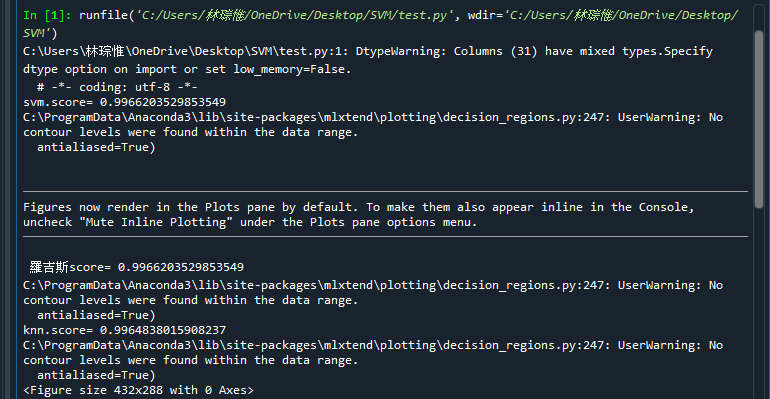 In [1]: runfile('C:/Users/林琮惟/OneDrive/Desktop/SVM/test.py', wdir='C:/Users/林琮惟/OneDrive/Desktop/
SVM')
C:\Users\林琮惟\OneDrive\Desktop\SVM\test.py:1: DtypeWarning: Columns (31) have mixed types.Specify
dtype option on import or set low_memory=False.
# -*- coding: utf-8 -*-
svm.score= 0.9966203529853549
C:\ProgramData\Anaconda3\lib\site-packages\mlxtend\plotting\decision_regions.py:247: UserWarning: No
contour levels were found within the data range.
antialiased=True)
Figures now render in the Plots pane by default. To make them also appear inline in the Console,
uncheck "Mute Inline Plotting" under the Plots pane options menu.
羅吉斯score= 0.9966203529853549
C:\ProgramData\Anaconda3\lib\site-packages\mlxtend\plotting\decision_regions.py:247: UserWarning: No
contour levels were found within the data range.
antialiased=True)
knn.score= 0.9964838015908237
C:\ProgramData\Anaconda3\lib\site-packages\mlxtend\plotting\decision_regions.py:247: UserWarning: No
contour levels were found within the data range.
antialiased=True)
<Figure size 432x288 with 0 Axes>